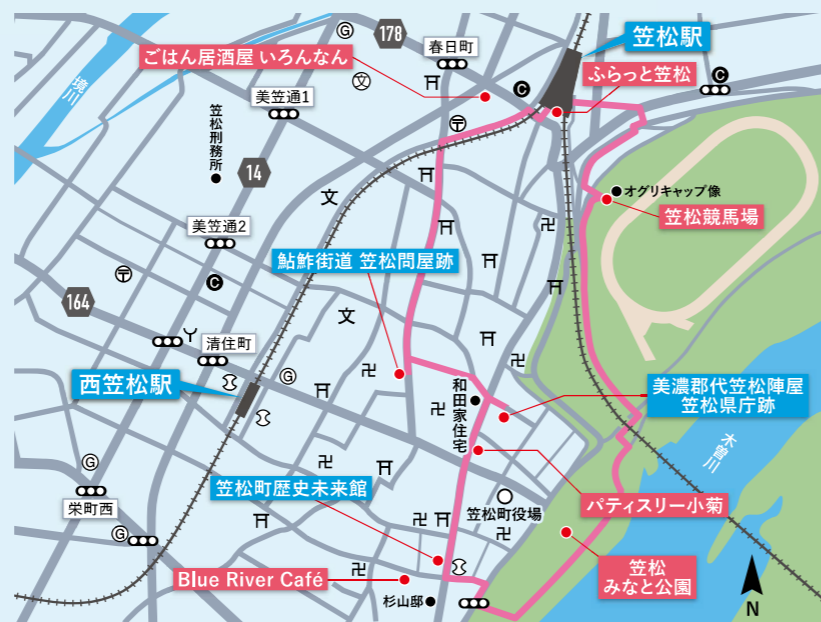 178
春日町
笠松駅
ごはん居酒屋 いろんなん
ふらっと笠松
境川
美笠通1
笠松刑務所
14
オグリキャップ像
笠松競馬場
文
美笠通2
鮎鮓街道 笠松問屋跡
164
文
清住町
西笠松駅
和田家住宅
美濃郡代笠松陣屋
笠松県庁跡
木曽川
笠松町歴史未来館
笠松町役場
パティスリー小菊
栄町西
Blue River Café
杉山邸
笠松
みなと公園
N
G
G
G
G
C
C
C
文